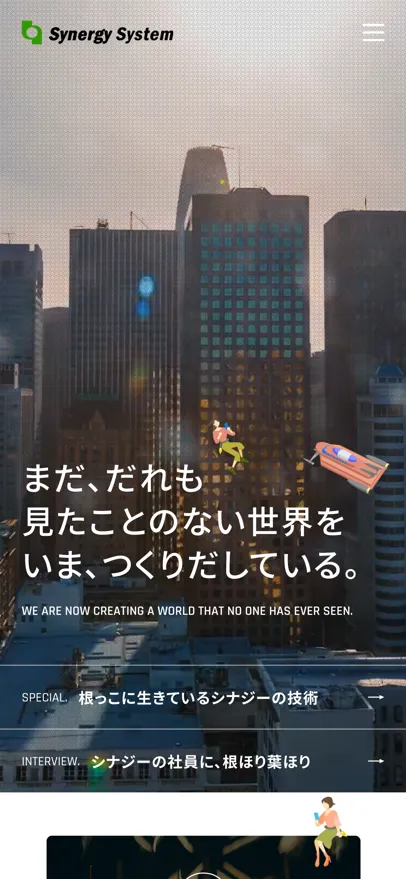 Synergy System
まだ、だれも
見たことのない世界を
いま、つくりだしている。
WE ARE NOW CREATING A WORLD THAT NO ONE HAS EVER SEEN.
SPECIAL. 根っこに生きているシナジーの技術
INTERVIEW. シナジーの社員に、根ほり葉ほり